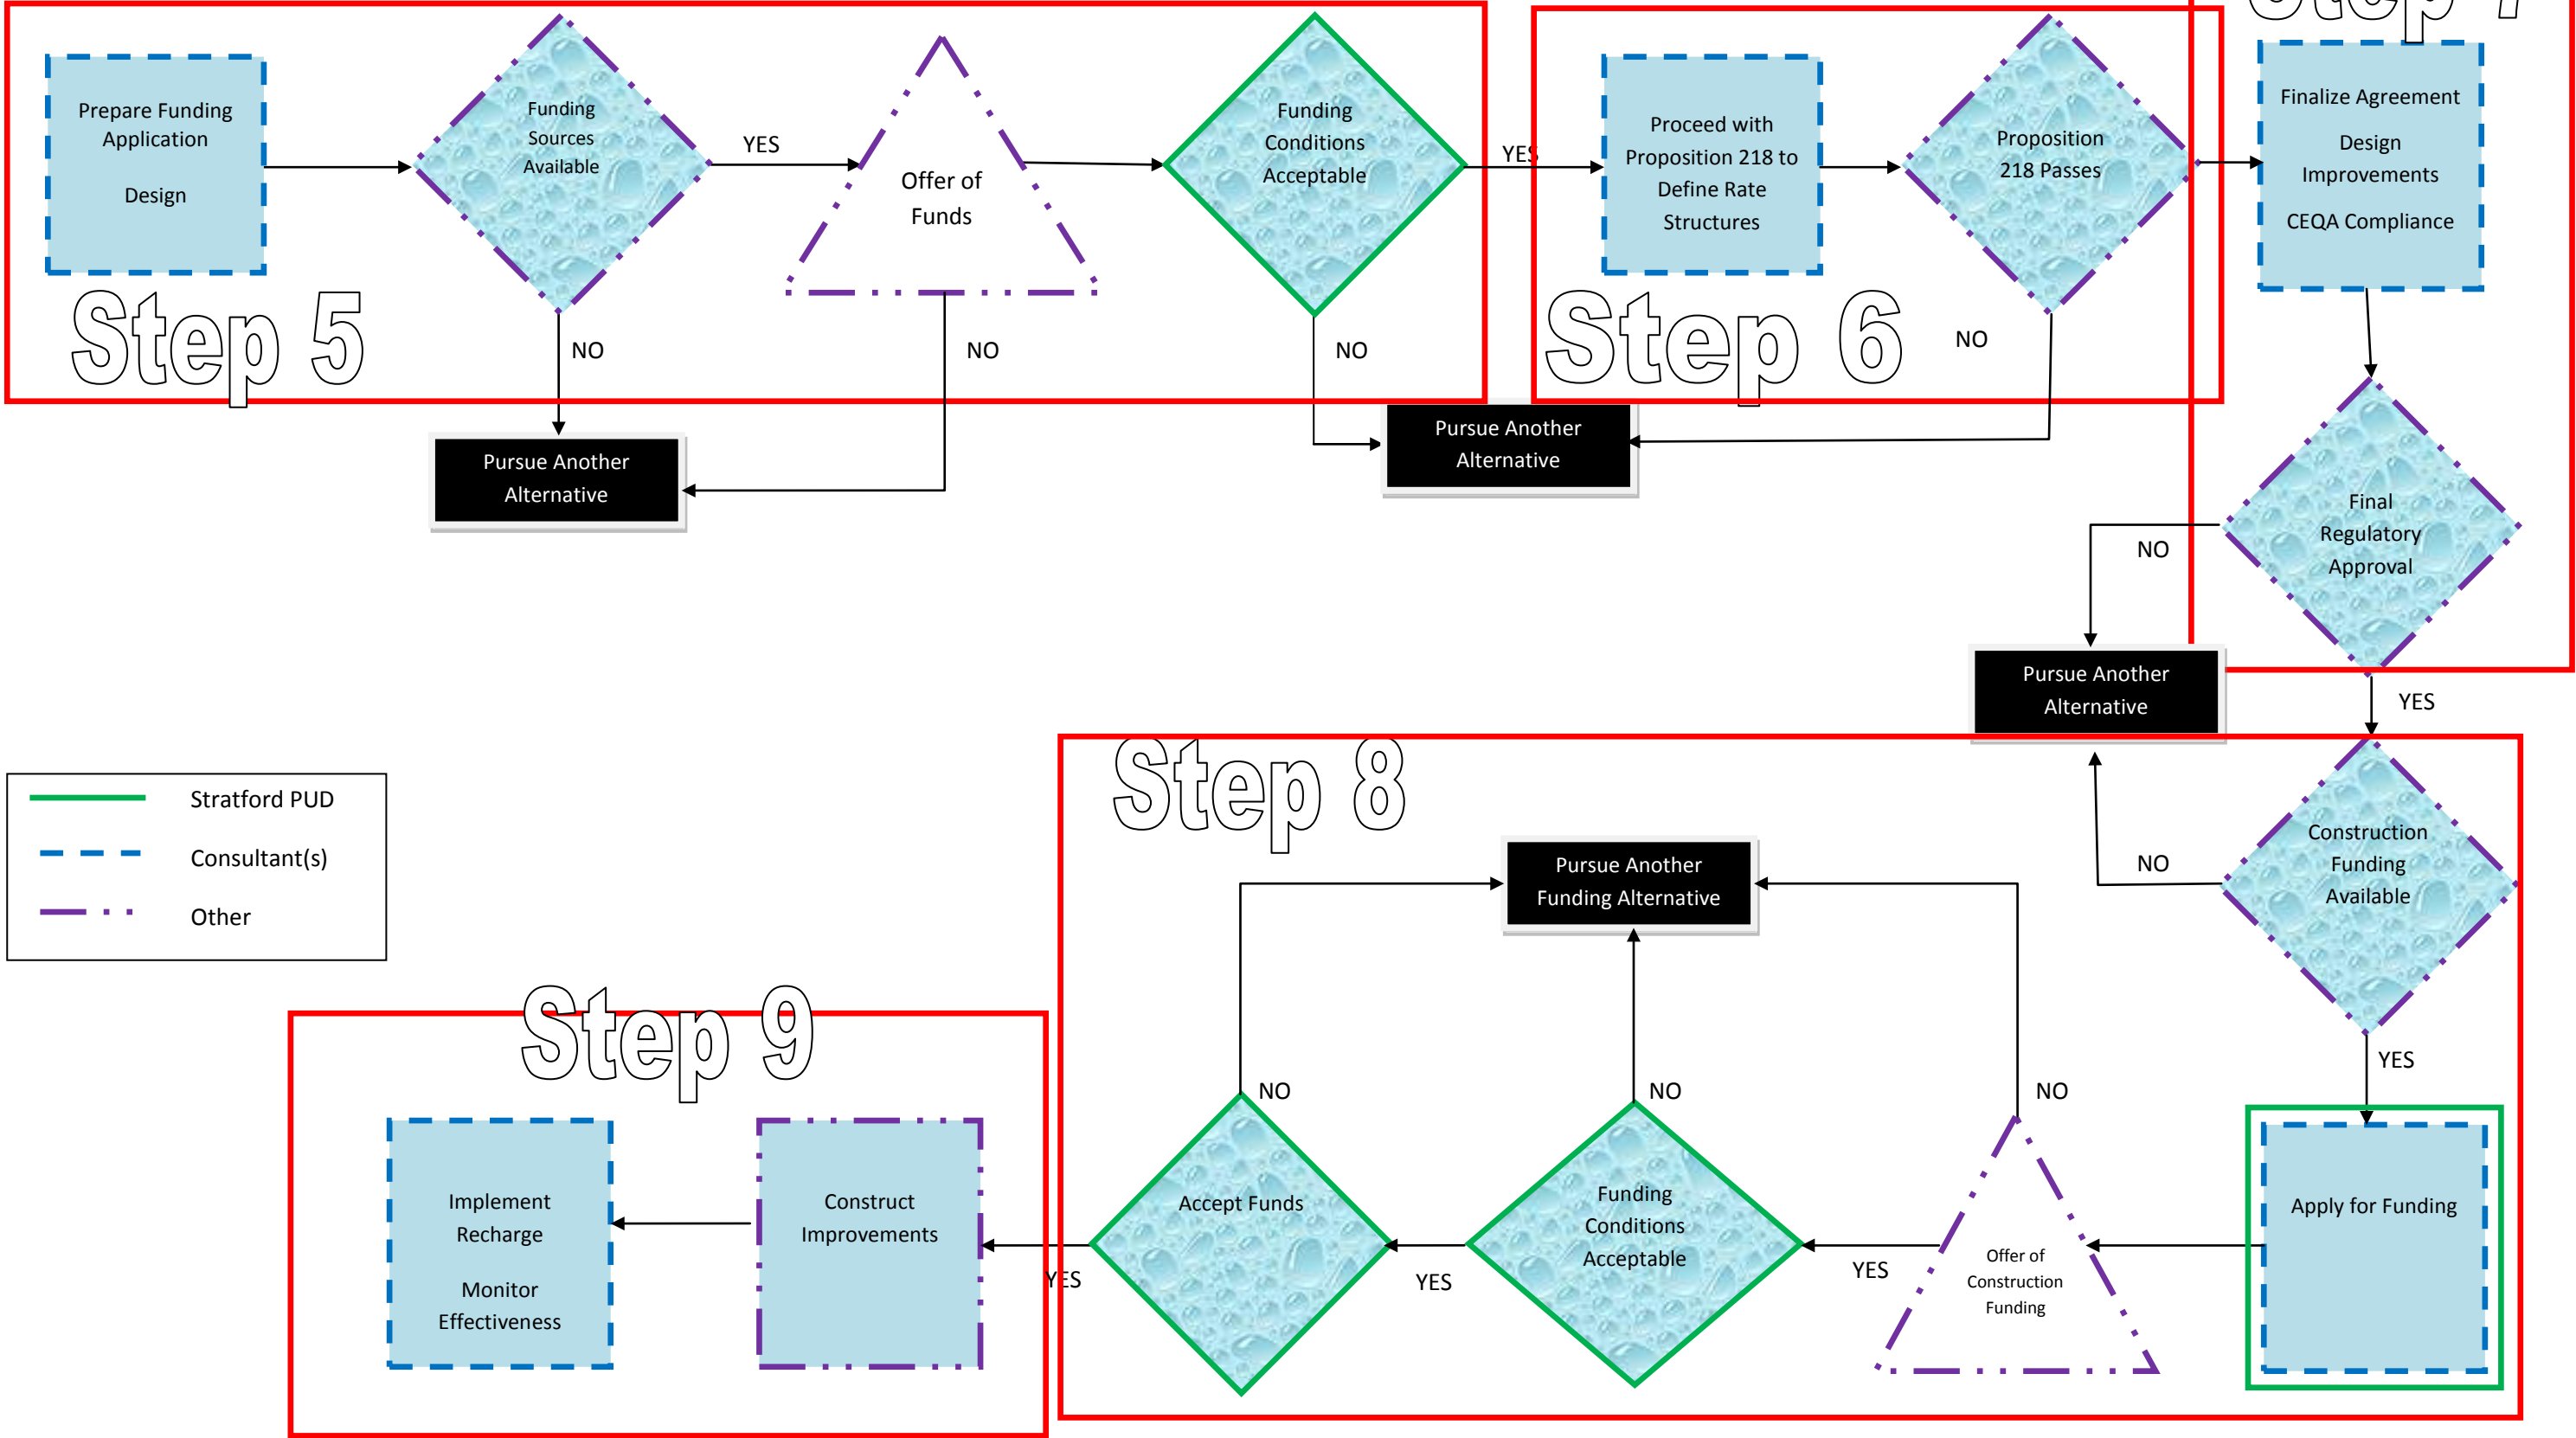 Step 7
Prepare Funding
Application
Design
Funding
Sources
Available
YES
Offer of
Funds
Funding
Conditions
Acceptable
YES
Proceed with
Proposition 218 to
Define Rate
Structures
Proposition
218 Passes
Finalize Agreement
Design
Improvements
CEQA Compliance
Step 5
NO
NO
NO
Step 6
NO
Pursue Another
Alternative
Pursue Another
Alternative
Final
Regulatory
Approval
NO
Pursue Another
Alternative
YES
Stratford PUD
Consultant(s)
Other
Step 8
Construction
Funding
Available
NO
Pursue Another
Funding Alternative
YES
Step 9
NO
NO
NO
Implement
Recharge
Monitor
Effectiveness
Construct
Improvements
YES
Accept Funds
YES
Funding
Conditions
Acceptable
YES
Offer of
Construction
Funding
Apply for Funding